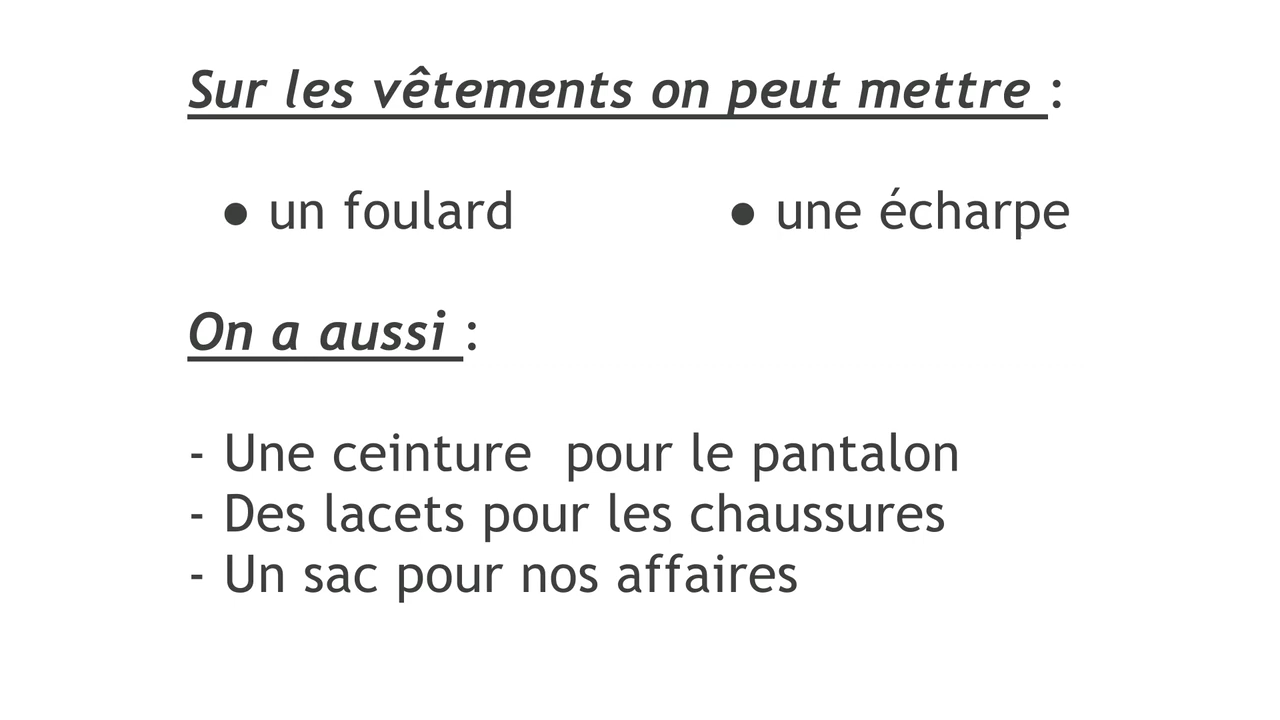 Sur les vêtements on peut mettre :
● un foulard ● une écharpe
On a aussi :
- Une ceinture  pour le pantalon
- Des lacets pour les chaussures
- Un sac pour nos affaires